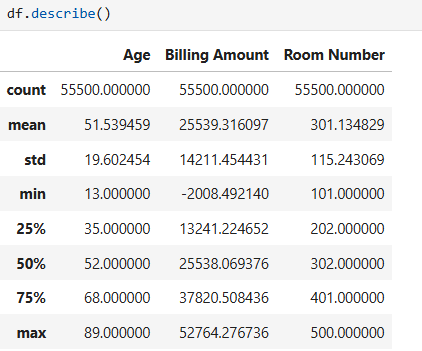 df.describe()
Age Billing Amount Room Number
count 55500.000000 55500.000000 55500.000000
mean 51.539459 25539.316097 301.134829
std 19.602454 14211.454431 115.243069
min 13.000000 -2008.492140 101.000000
25% 35.000000 13241.224652 202.000000
50% 52.000000 25538.069376 302.000000
75% 68.000000 37820.508436 401.000000
max 89.000000 52764.276736 500.000000